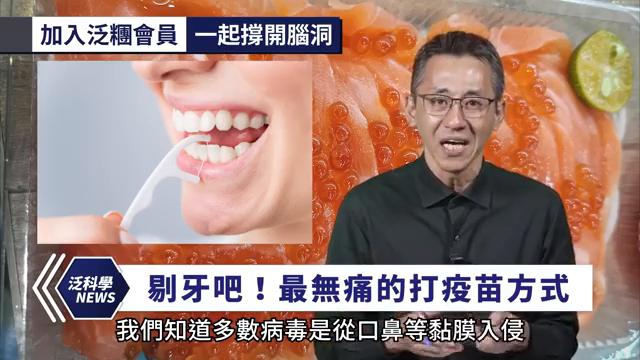 加入泛糰會員 一起撐開腦洞
泛科學
NEWS
剔牙吧！最無痛的打疫苗方式
我們知道多數病毒是從口鼻等黏膜入侵